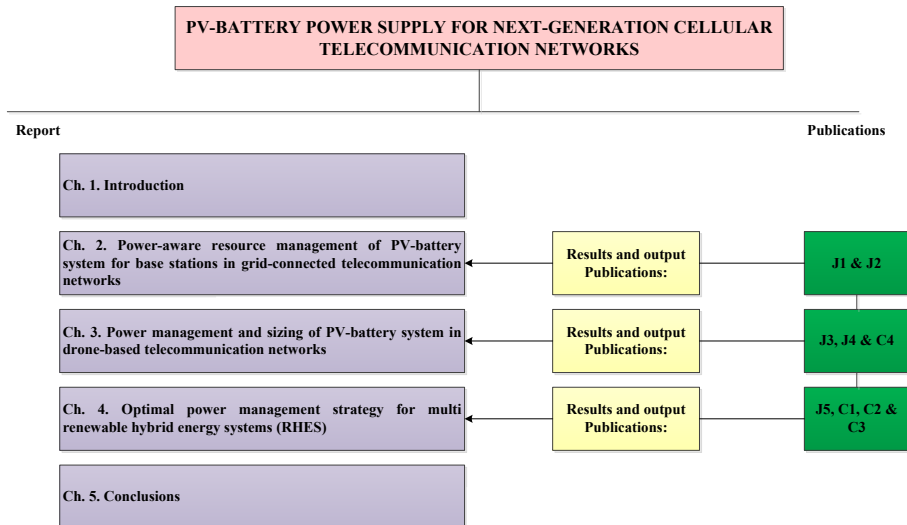 PV-BATTERY POWER SUPPLY FOR NEXT-GENERATION CELLULAR
TELECOMMUNICATION NETWORKS
Report
Publications
Ch. 1. Introduction
Ch. 2. Power-aware resource management of PV-battery
system for base stations in grid-connected telecommunication
networks
Results and output
Publications:
J1 & J2
Ch. 3. Power management and sizing of PV-battery system in
drone-based telecommunication networks
Results and output
Publications:
J3, J4 & C4
Ch. 4. Optimal power management strategy for multi
renewable hybrid energy systems (RHES)
Results and output
Publications:
J5, C1, C2 &
C3
Ch. 5. Conclusions